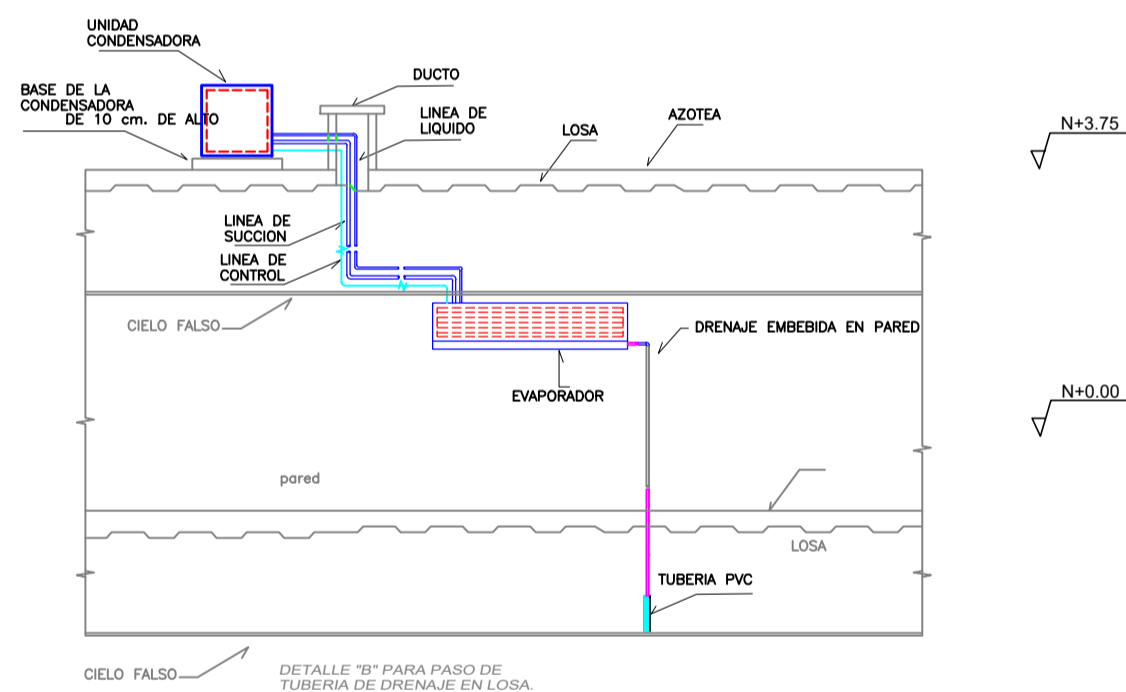 UNIDAD
CONDENSADORA
BASE DE LA
CONDENSADORA
DE 10 cm. DE ALTO
DUCTO
LINEA DE
LIQUIDO
LOSA
AZOTEA
N+3.75
LINEA DE
SUCCION
LINEA DE
CONTROL
CIELO FALSO
DRENAJE EMBEBIDA EN PARED
EVAPORADOR
N+0.00
pared
LOSA
TUBERIA PVC
CIELO FALSO
DETALLE "B" PARA PASO DE
TUBERIA DE DRENAJE EN LOSA.